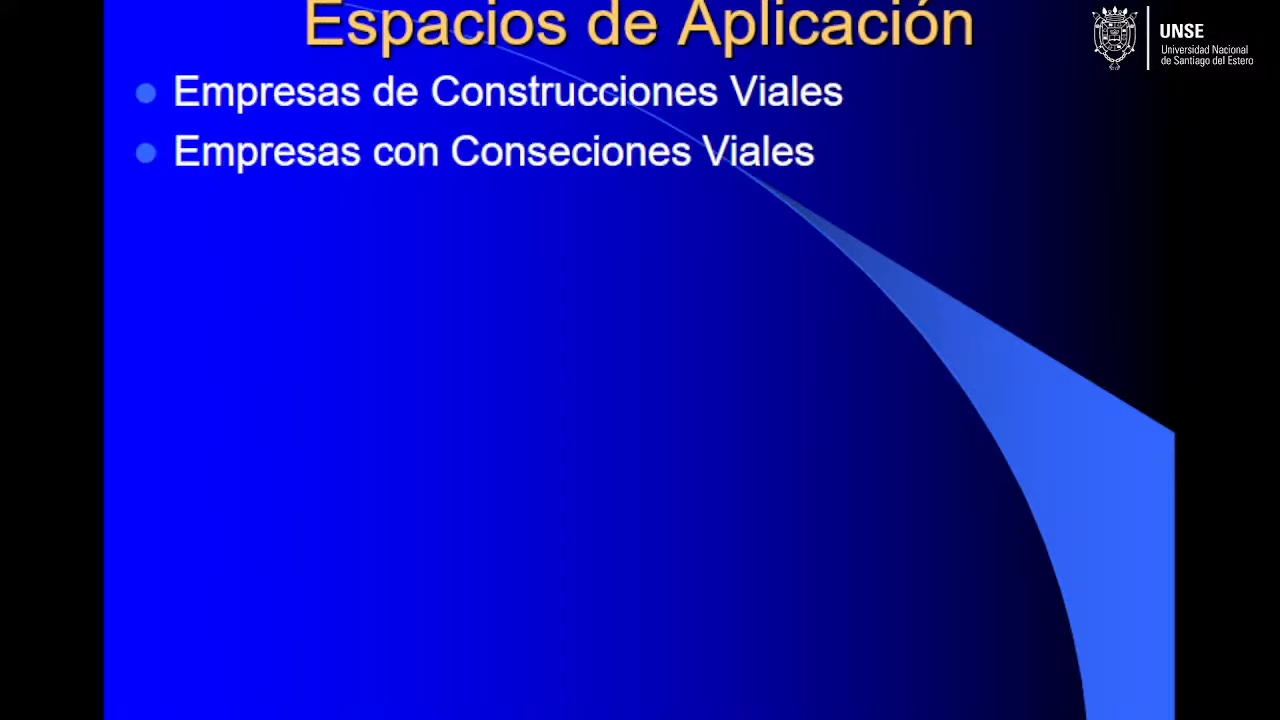 Espacios de Aplicación
Empresas de Construcciones Viales
Empresas con Conseciones Viales
UNSE
Universidad Nacional
de Santiago del Estero